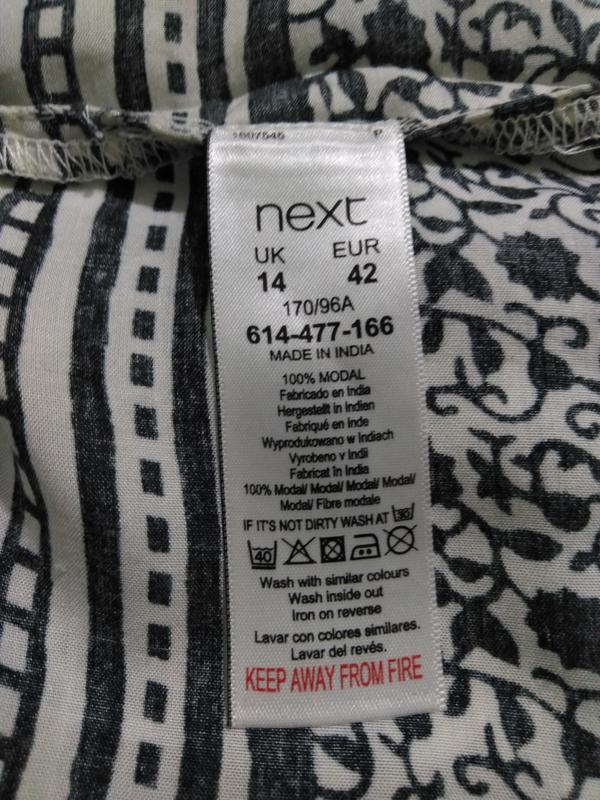 1607545 P
next
UK EUR
14 42
170/96A
614-477-166
MADE IN INDIA
100% MODAL
Fabricado en India
Hergestellt in Indien
Fabriqué en Inde
Wyprodukowano w Indiach
Vyrobeno v Indii
Fabricat în India
100% Modal/ Modal/ Modal/ Modal/
Modal/ Fibre modale
IF IT'S NOT DIRTY WASH AT 30
40
Wash with similar colours
Wash inside out
Iron on reverse
Lavar con colores similares.
Lavar del revés.
KEEP AWAY FROM FIRE